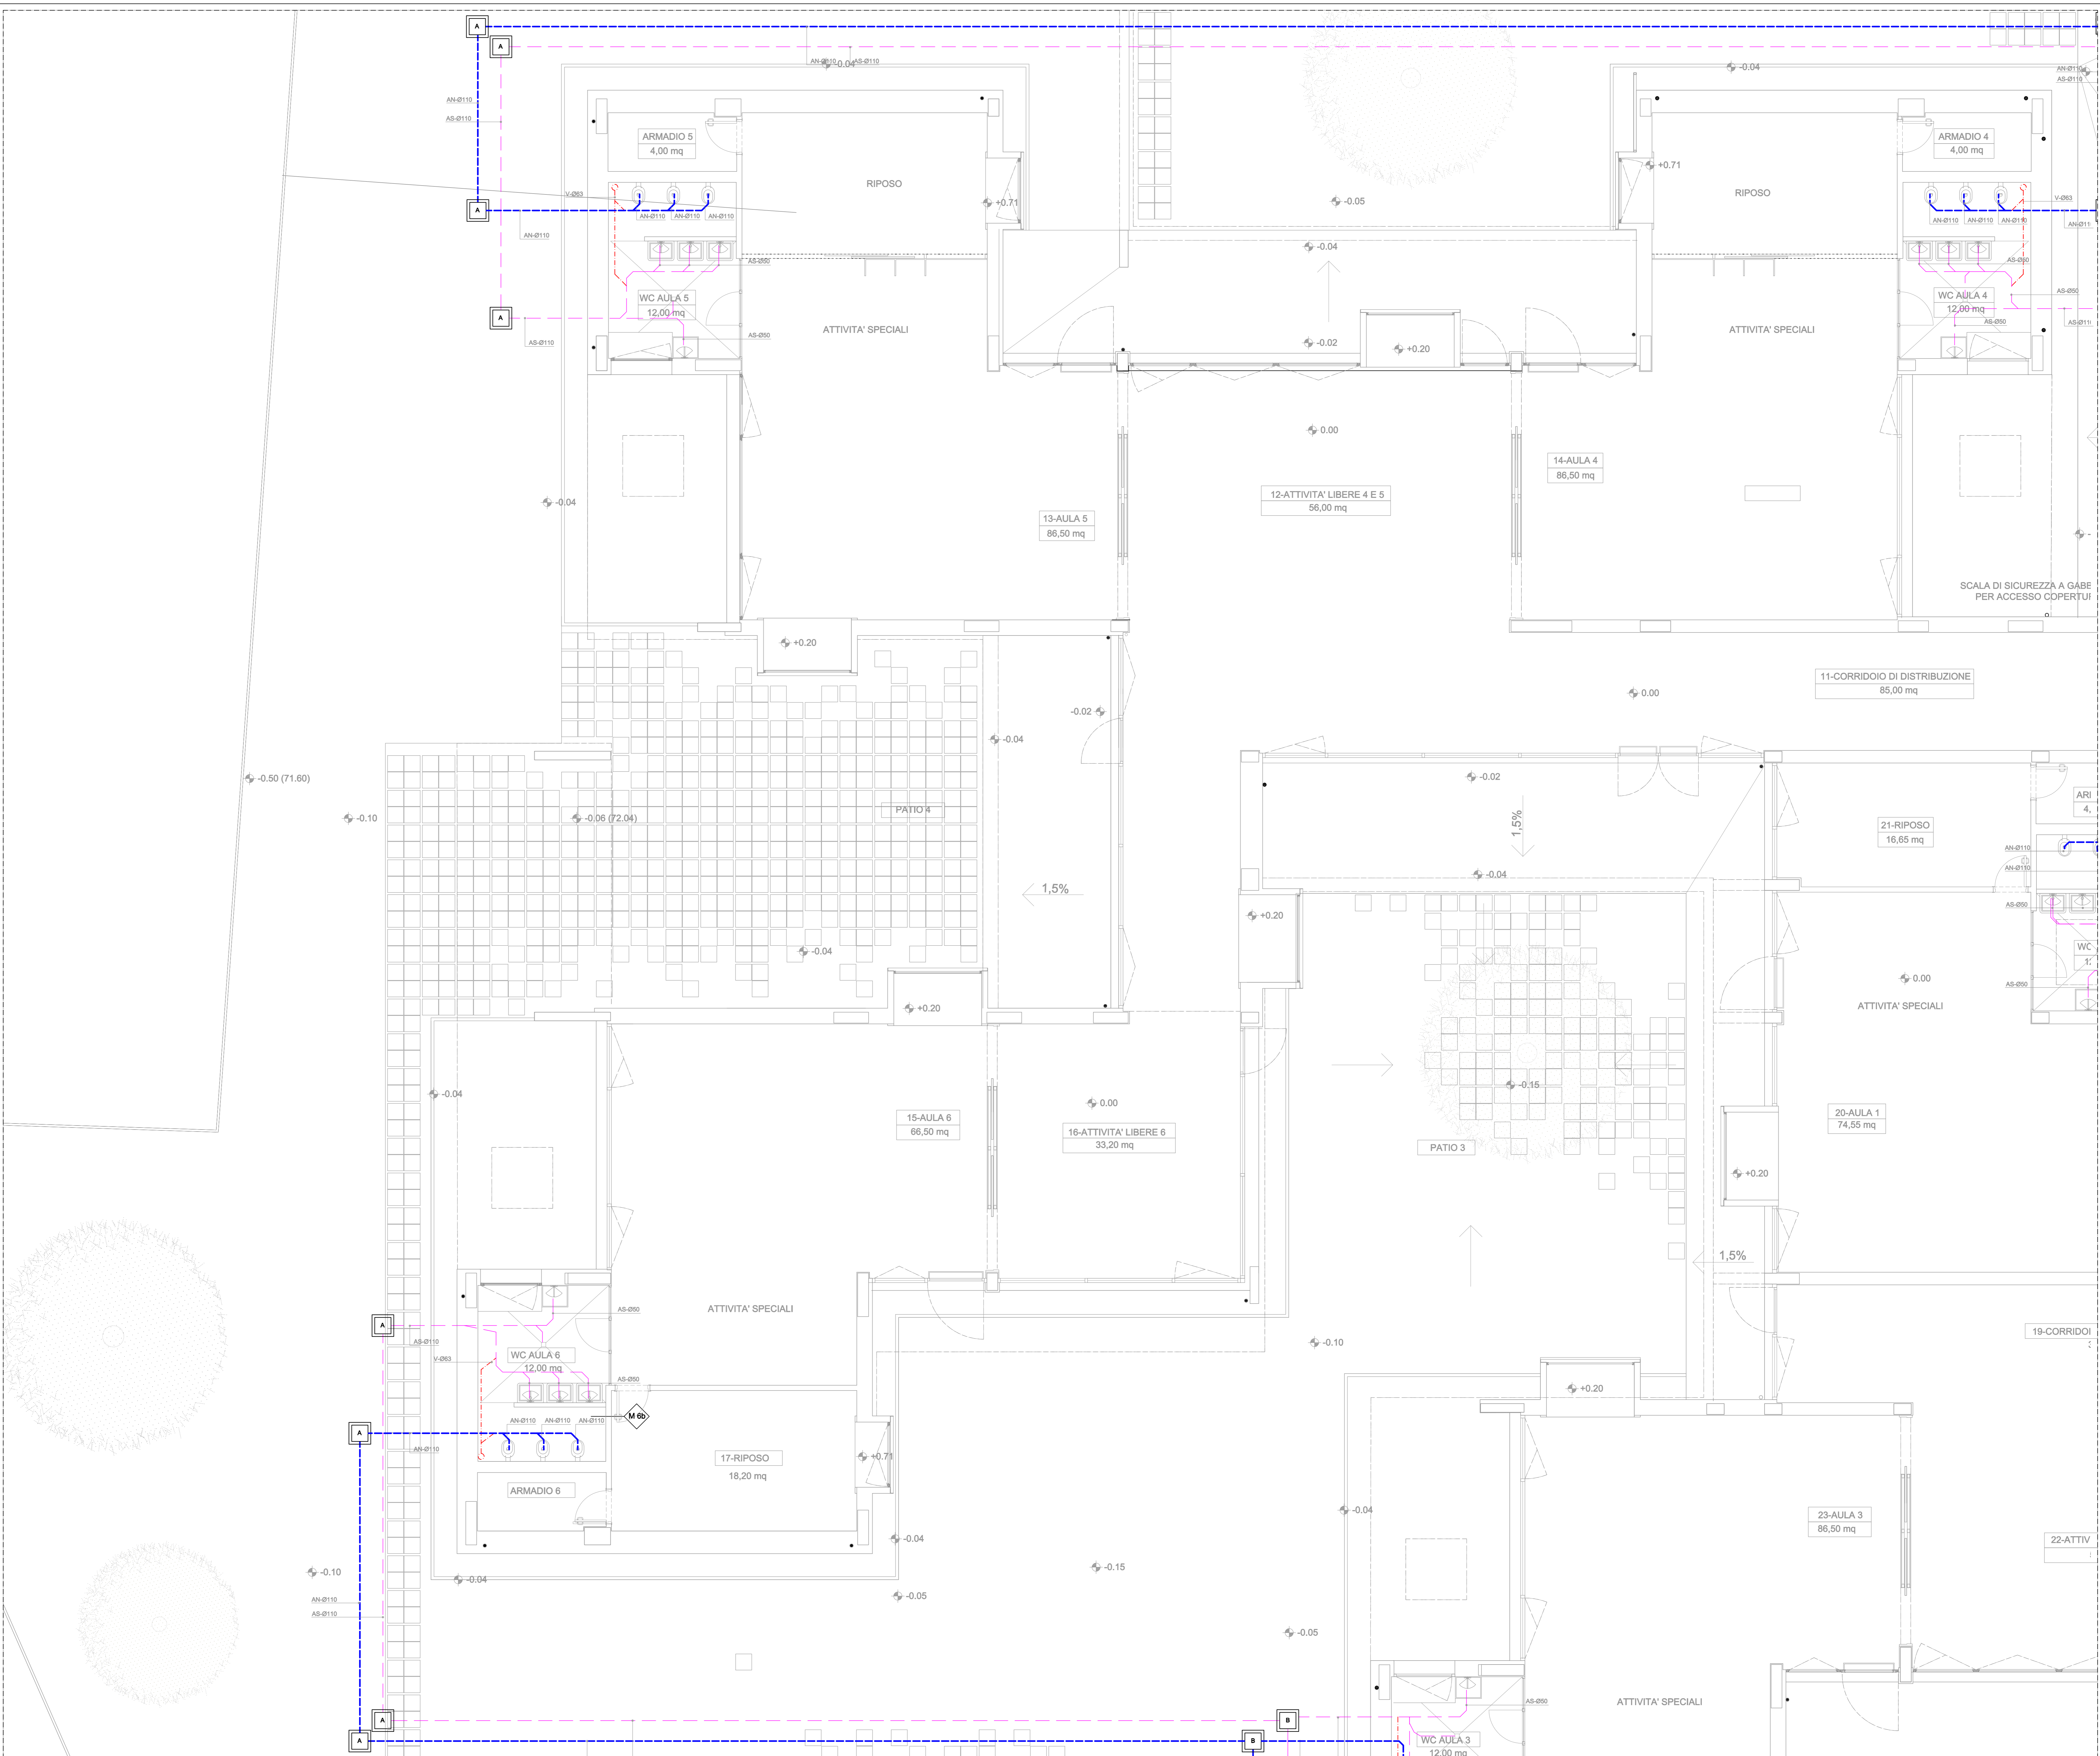 A
A
AN-Ø110
AS-Ø110
-0.04
-0.04
AN-Ø110
AS-Ø110
AN-Ø110
AS-Ø110
ARMADIO 5
4,00 mq
ARMADIO 4
4,00 mq
RIPOSO
+0.71
+0.71
RIPOSO
V-Ø63
V-Ø63
-0.05
A
AN-Ø110
AN-Ø110
AN-Ø110
AN-Ø110
AN-Ø110
AN-Ø110
AN-Ø110
AN-Ø11
-0.04
AS-Ø50
AS-Ø50
WC AULA 5
12,00 mq
WC AULA 4
12,00 mq
AS-Ø50
A
AS-Ø110
AS-Ø50
AS-Ø50
AS-Ø11
ATTIVITA' SPECIALI
ATTIVITA' SPECIALI
-0.02
+0.20
0.00
14-AULA 4
86,50 mq
12-ATTIVITA' LIBERE 4 E 5
56,00 mq
-0.04
13-AULA 5
86,50 mq
SCALA DI SICUREZZA A GABB
PER ACCESSO COPERTUR
+0.20
11-CORRIDOIO DI DISTRIBUZIONE
85,00 mq
0.00
-0.02
-0.04
-0.50 (71.60)
-0.02
-0.10
-0.06 (72.04)
PATIO 4
1,5%
21-RIPOSO
16,65 mq
ARI
4,
AN-Ø110
AN-Ø110
-0.04
1,5%
AS-Ø50
+0.20
-0.04
WC
AS-Ø50
0.00
ATTIVITA' SPECIALI
+0.20
-0.04
-0.15
0.00
15-AULA 6
66,50 mq
16-ATTIVITA' LIBERE 6
33,20 mq
20-AULA 1
74,55 mq
PATIO 3
+0.20
1,5%
AS-Ø50
ATTIVITA' SPECIALI
A
AS-Ø110
-0.10
19-CORRIDOI
WC AULA 6
12,00 mq
V-Ø63
AS-Ø50
+0.20
M 6b
AN-Ø110
AN-Ø110
AN-Ø110
A
AN-Ø110
17-RIPOSO
18,20 mq
+0.71
ARMADIO 6
-0.04
23-AULA 3
86,50 mq
-0.04
22-ATTIV
-0.10
-0.04
-0.15
-0.05
AN-Ø110
AS-Ø110
-0.05
AS-Ø50
ATTIVITA' SPECIALI
A
B
A
B
WC AULA 3
12,00 mq